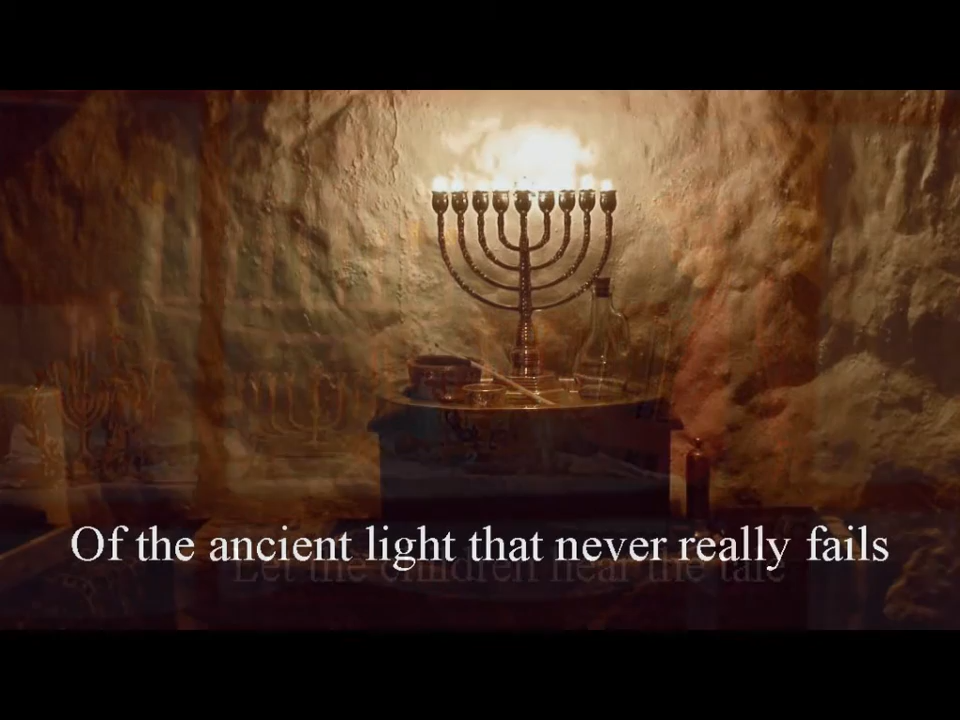 Of the ancient light that never really fails
Let the children hear the tale